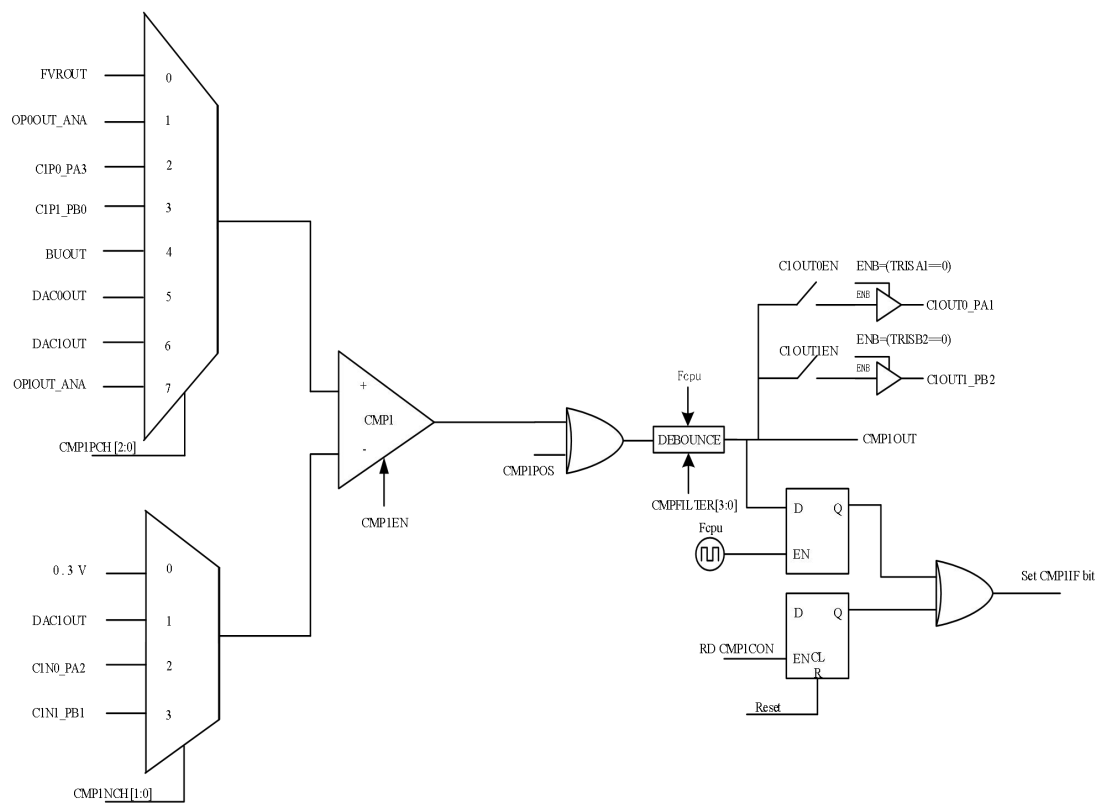 FVROUT
0
OP0OUT_ANA
1
C1P0_PA3
2
C1P1_PB0
3
BUOUT
4
DAC0OUT
5
DAC1OUT
6
OP1OUT_ANA
7
CMP1PCH[2:0]
+
CMP1
-
CMP1EN
0.3V
0
DAC1OUT
1
C1N0_PA2
2
C1N1_PB1
3
CMP1NCH[1:0]
CMP1POS
Fcpu
DEBOUNCE
CMPFILTER[3:0]
C1OUT0EN
ENB=(TRISA1==0)
ENB
C1OUT0_PA1
C1OUT1EN
ENB=(TRISB2==0)
ENB
C1OUT1_PB2
CMP1OUT
D
Q
Fcpu
EN
D
Q
RD CMP1CON
EN
CL
R
Reset
Set CMP1IF bit